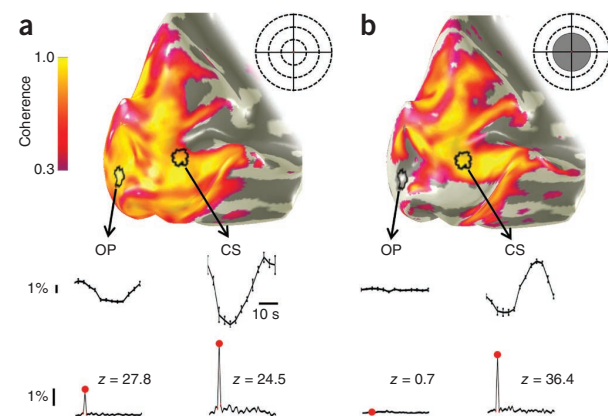 a
b
1.0
Coherence
0.3
OP
CS
OP
CS
1%
10 s
1%
z = 27.8
z = 24.5
z = 0.7
z = 36.4